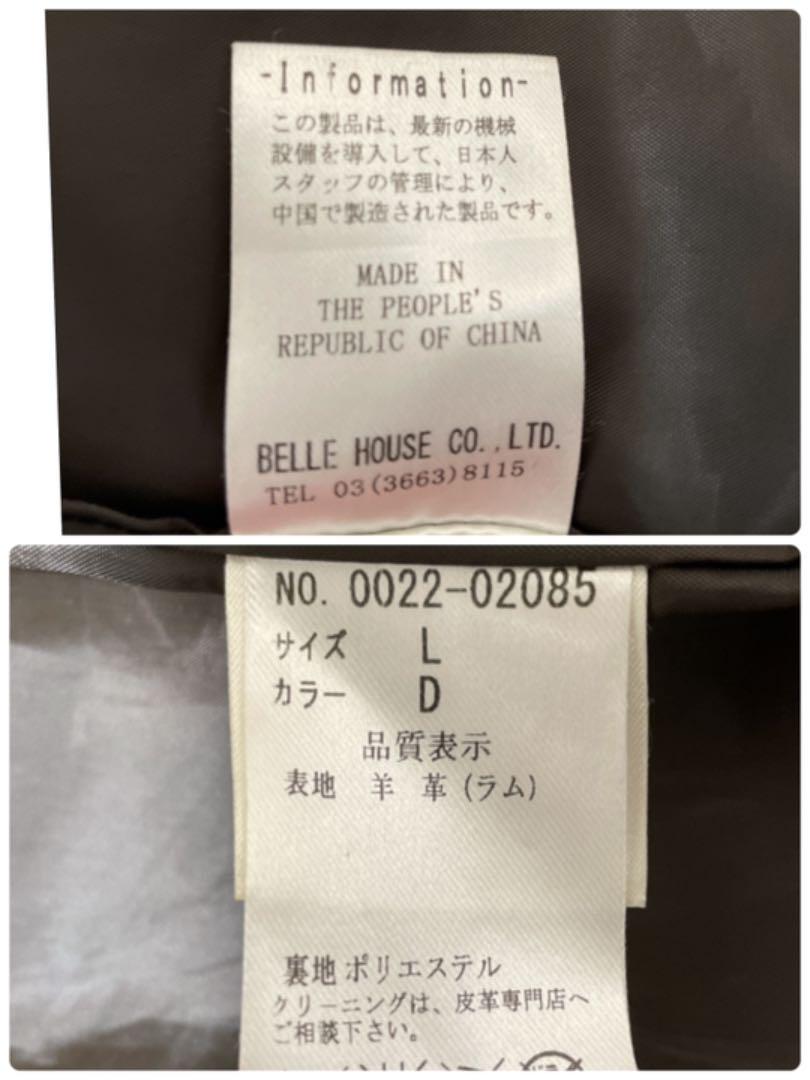 -Information-
この製品は、最新の機械
設備を導入して、日本人
スタッフの管理により、
中国で製造された製品です。
MADE IN
THE PEOPLE'S
REPUBLIC OF CHINA
BELLE HOUSE CO.,LTD.
TEL 03(3663)8115
NO. 0022-02085
サイズ L
カラー D
品質表示
表地 羊 革(ラム)
裏地 ポリエステル
クリーニングは、皮革専門店へ
ご相談下さい。